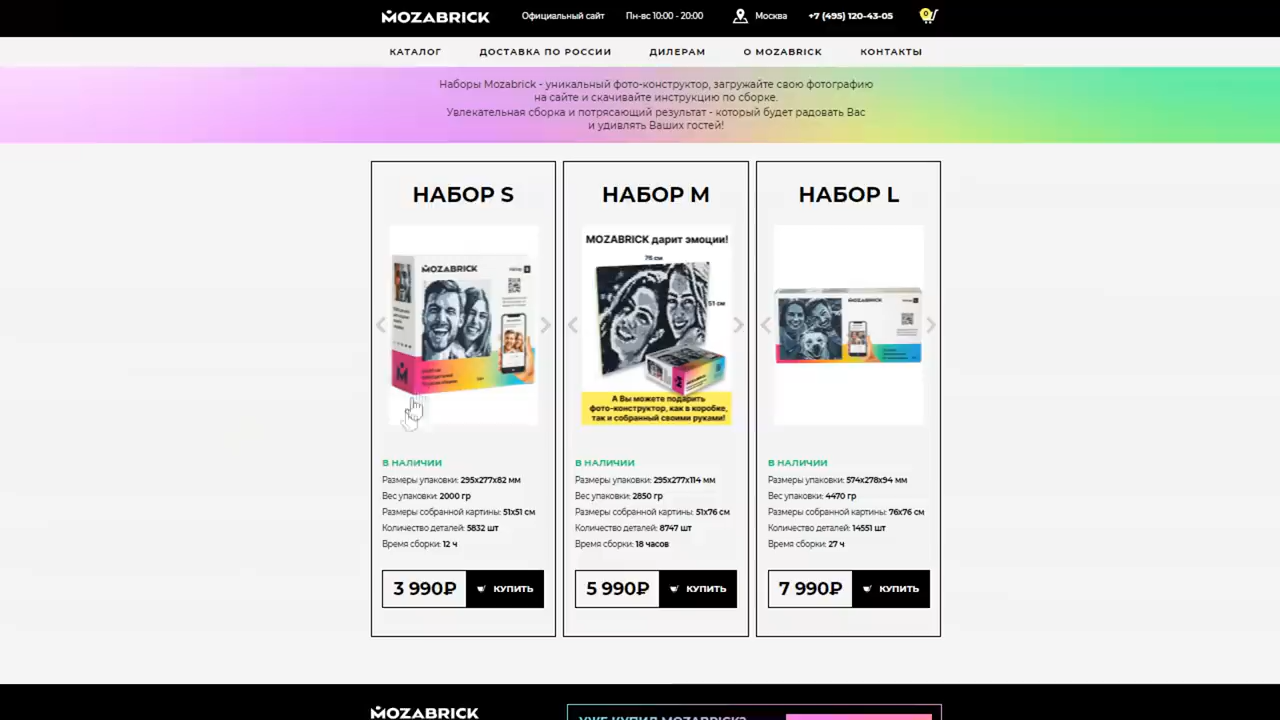 MOZABRICK
Официальный сайт
Пн-вс 10:00 - 20:00
Москва
+7 (495) 120-43-05
0
КАТАЛОГ
ДОСТАВКА ПО РОССИИ
ДИЛЕРАМ
О MOZABRICK
КОНТАКТЫ
Наборы Mozabrick - уникальный фото-конструктор, загружайте свою фотографию
на сайте и скачивайте инструкцию по сборке.
Увлекательная сборка и потрясающий результат - который будет радовать Вас
и удивлять Ваших гостей!
НАБОР S
MOZABRICK
В НАЛИЧИИ
Размеры упаковки: 295x277x82 мм
Вес упаковки: 2000 гр
Размеры собранной картины: 51x51 см
Количество деталей: 5832 шт
Время сборки: 12 ч
3 990₽
КУПИТЬ
НАБОР M
MOZABRICK дарит эмоции!
76 см
51 см
А Вы можете подарить
фото-конструктор, как в коробке,
так и собранный своими руками!
В НАЛИЧИИ
Размеры упаковки: 295x277x114 мм
Вес упаковки: 2850 гр
Размеры собранной картины: 51x76 см
Количество деталей: 8747 шт
Время сборки: 18 часов
5 990₽
КУПИТЬ
НАБОР L
MOZABRICK
В НАЛИЧИИ
Размеры упаковки: 574x278x94 мм
Вес упаковки: 4470 гр
Размеры собранной картины: 76x76 см
Количество деталей: 14551 шт
Время сборки: 27 ч
7 990₽
КУПИТЬ
MOZABRICK
УЖЕ КУПИЛ MOZABRICK?